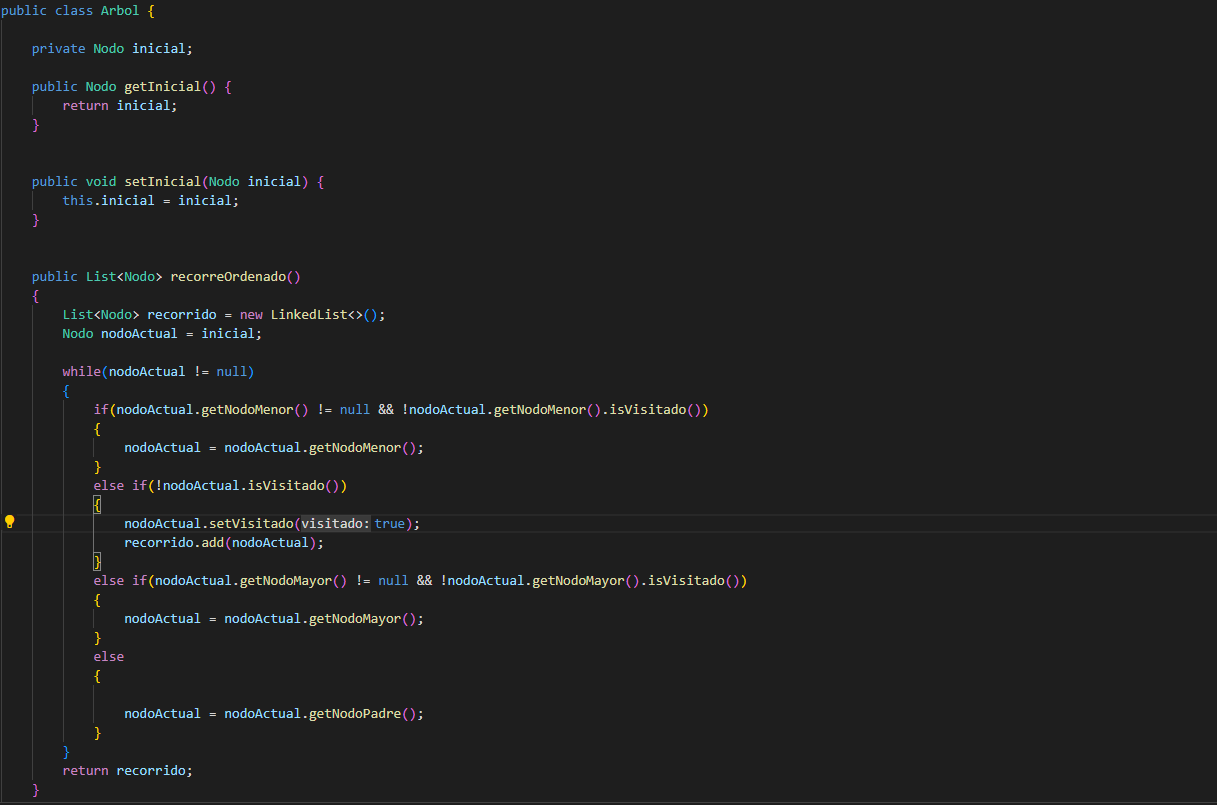 public class Arbol {
private Nodo inicial;
public Nodo getInicial() {
return inicial;
}
public void setInicial(Nodo inicial) {
this.inicial = inicial;
}
public List<Nodo> recorreOrdenado()
{
List<Nodo> recorrido = new LinkedList<>();
Nodo nodoActual = inicial;
while(nodoActual != null)
{
if(nodoActual.getNodoMenor() != null && !nodoActual.getNodoMenor().isVisitado())
{
nodoActual = nodoActual.getNodoMenor();
}
else if(!nodoActual.isVisitado())
{
nodoActual.setVisitado(visitado: true);
recorrido.add(nodoActual);
}
else if(nodoActual.getNodoMayor() != null && !nodoActual.getNodoMayor().isVisitado())
{
nodoActual = nodoActual.getNodoMayor();
}
else
{
nodoActual = nodoActual.getNodoPadre();
}
}
return recorrido;
}